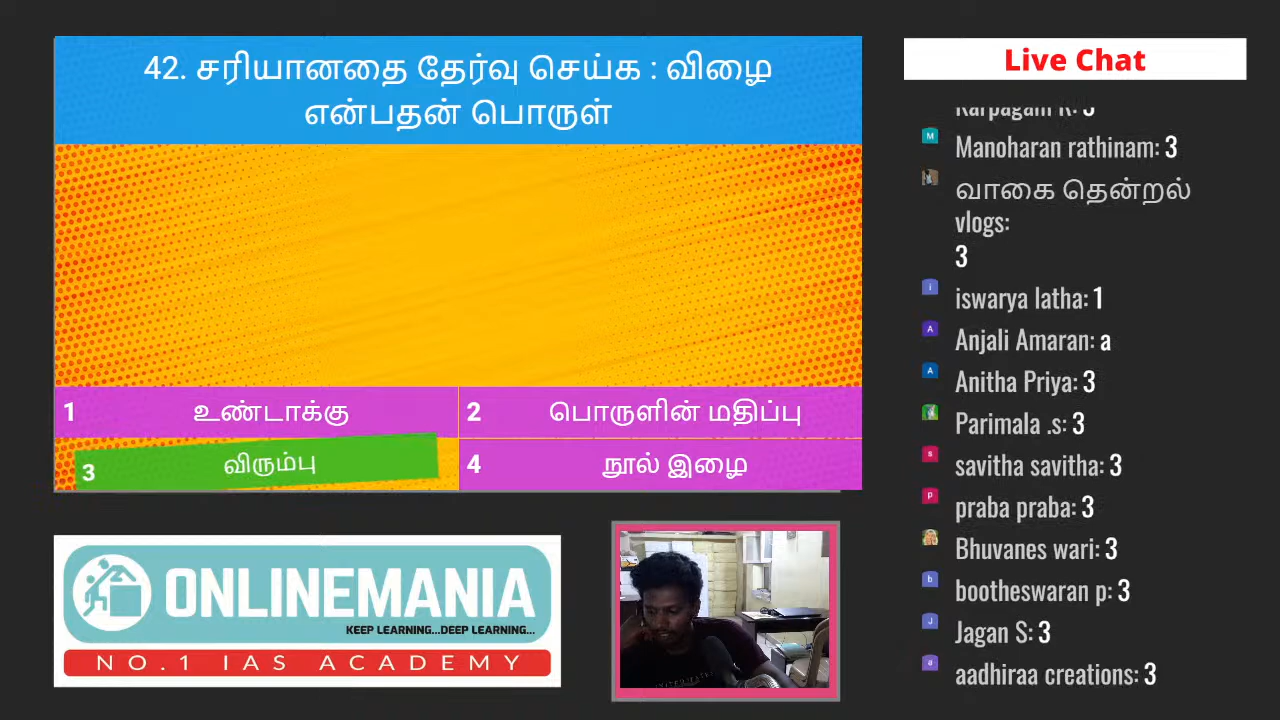 42. சரியானதை தேர்வு செய்க : விழை
என்பதன் பொருள்
1 உண்டாக்கு
2 பொருளின் மதிப்பு
3 விரும்பு
4 நூல் இழை
ONLINEMANIA
KEEP LEARNING...DEEP LEARNING...
NO.1 IAS ACADEMY
Live Chat
Karpagam R: 3
Manoharan rathinam: 3
வாகை தென்றல்
vlogs:
3
iswarya latha: 1
Anjali Amaran: a
Anitha Priya: 3
Parimala .s: 3
savitha savitha: 3
praba praba: 3
Bhuvanes wari: 3
bootheswaran p: 3
Jagan S: 3
aadhiraa creations: 3